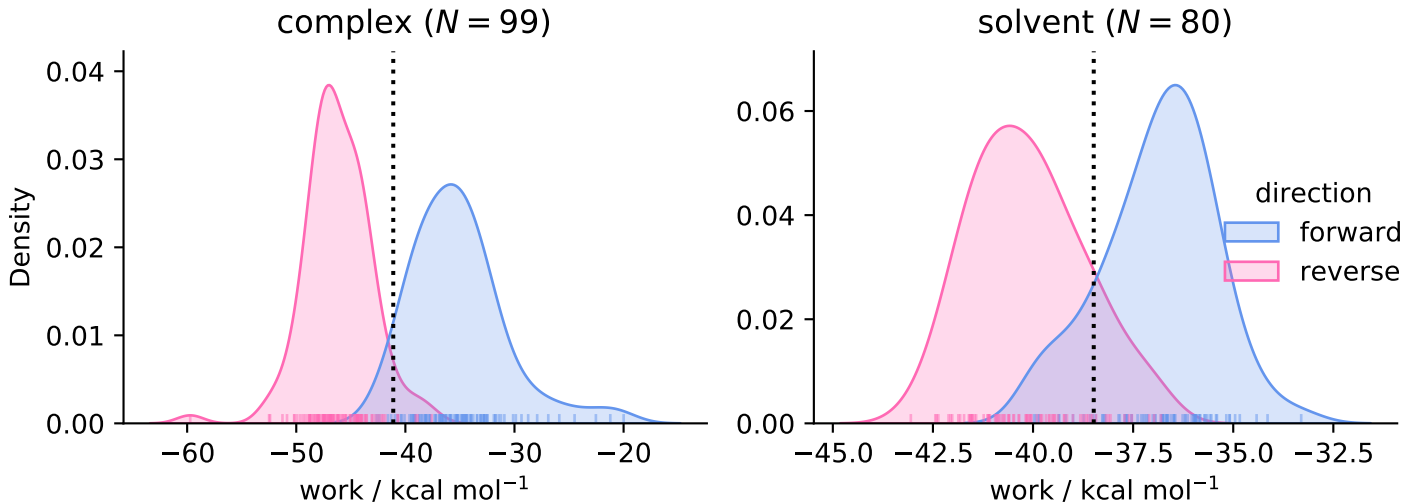 complex (N = 99)
0.04
0.03
0.02
0.01
0.00
Density
−60
−50
−40
−30
−20
work / kcal mol⁻¹
solvent (N = 80)
0.06
0.04
0.02
0.00
−45.0
−42.5
−40.0
−37.5
−35.0
−32.5
work / kcal mol⁻¹
direction
forward
reverse